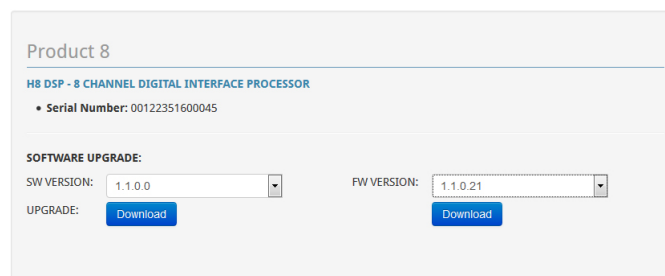 Product 8
H8 DSP - 8 CHANNEL DIGITAL INTERFACE PROCESSOR
• Serial Number: 00122351600045
SOFTWARE UPGRADE:
SW VERSION: 1.1.0.0 FW VERSION: 1.1.0.21
UPGRADE: Download Download